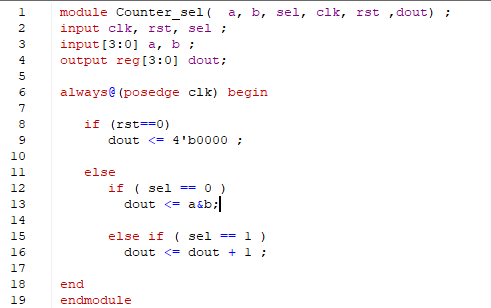 1 module Counter_sel(  a, b, sel, clk, rst ,dout) ;
2 input clk, rst, sel ;
3 input[3:0] a, b ;
4 output reg[3:0] dout;
5
6 always@(posedge clk) begin
7
8    if (rst==0)
9       dout <= 4'b0000 ;
10
11    else
12       if ( sel == 0 )
13         dout <= a&b;
14
15       else if ( sel == 1 )
16         dout <= dout + 1 ;
17
18 end
19 endmodule